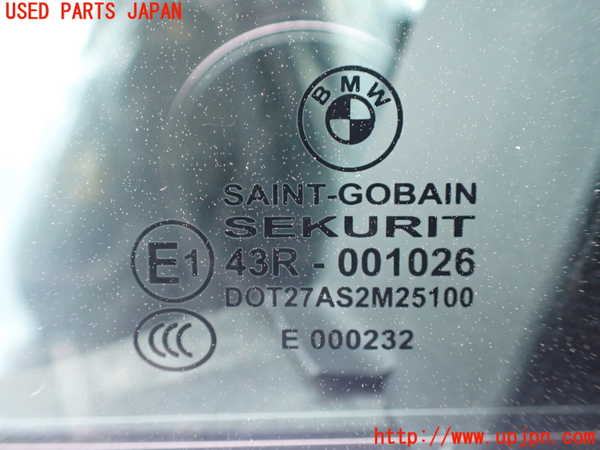 USED PARTS JAPAN
BMW
SAINT-GOBAIN
SEKURIT
E1 43R - 001026
DOT27AS2M25100
CCC E 000232
http://www.upjpn.com